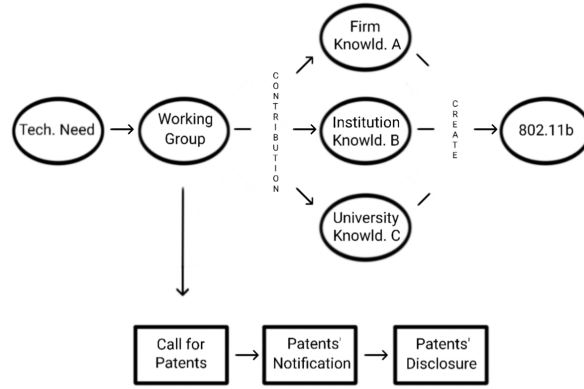 Firm
Knowld. A
Tech. Need
Working
Group
CONTRIBUTION
Institution
Knowld. B
CREATE
802.11b
University
Knowld. C
Call for
Patents
Patents'
Notification
Patents'
Disclosure